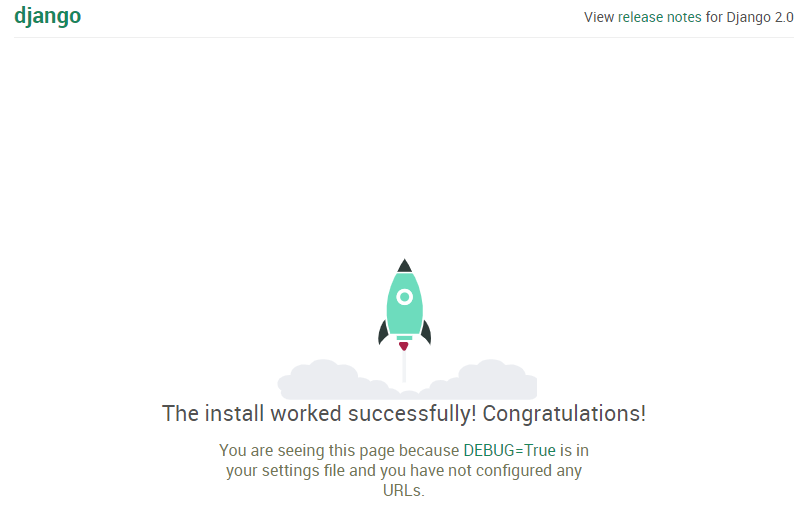 django
View release notes for Django 2.0
The install worked successfully! Congratulations!
You are seeing this page because DEBUG=True is in
your settings file and you have not configured any
URLs.